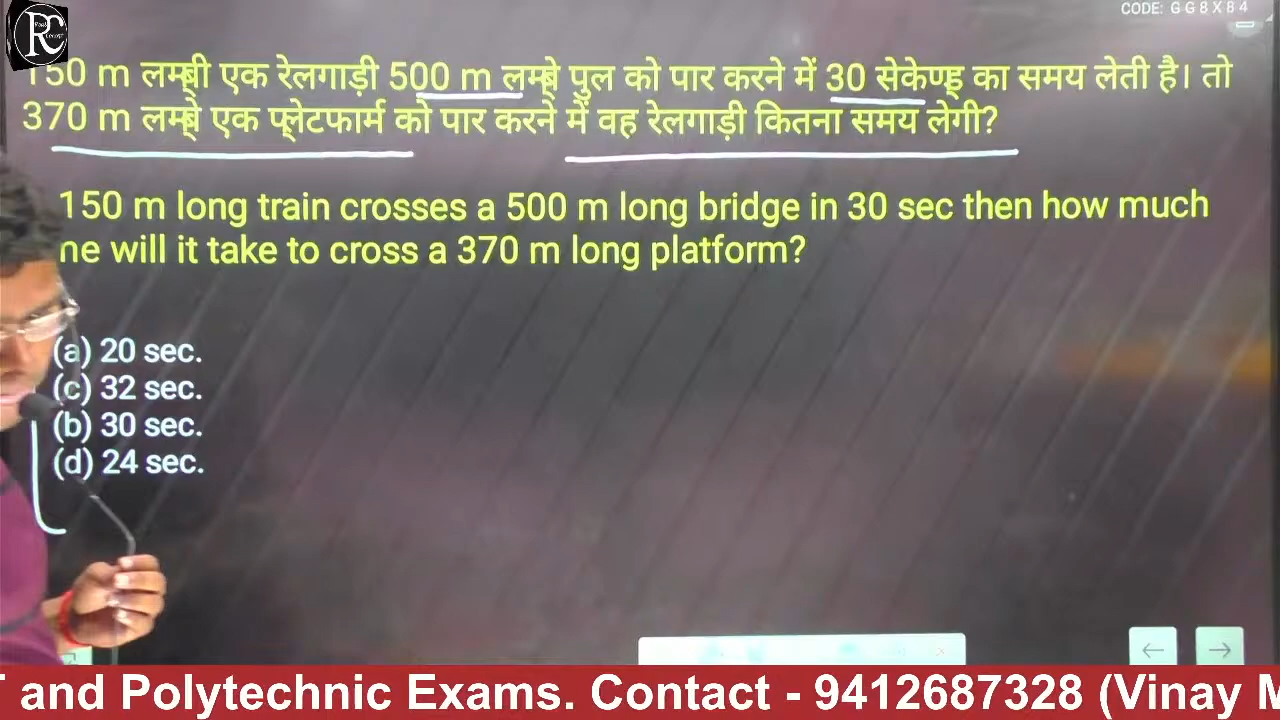 CODE: GG8X84
150 m लम्बी एक रेलगाड़ी 500 m लम्बे पुल को पार करने में 30 सेकेण्ड का समय लेती है। तो
370 m लम्बे एक प्लेटफार्म को पार करने में वह रेलगाड़ी कितना समय लेगी?
150 m long train crosses a 500 m long bridge in 30 sec then how much
me will it take to cross a 370 m long platform?
(a) 20 sec.
(c) 32 sec.
(b) 30 sec.
(d) 24 sec.
and Polytechnic Exams. Contact - 9412687328 (Vinay